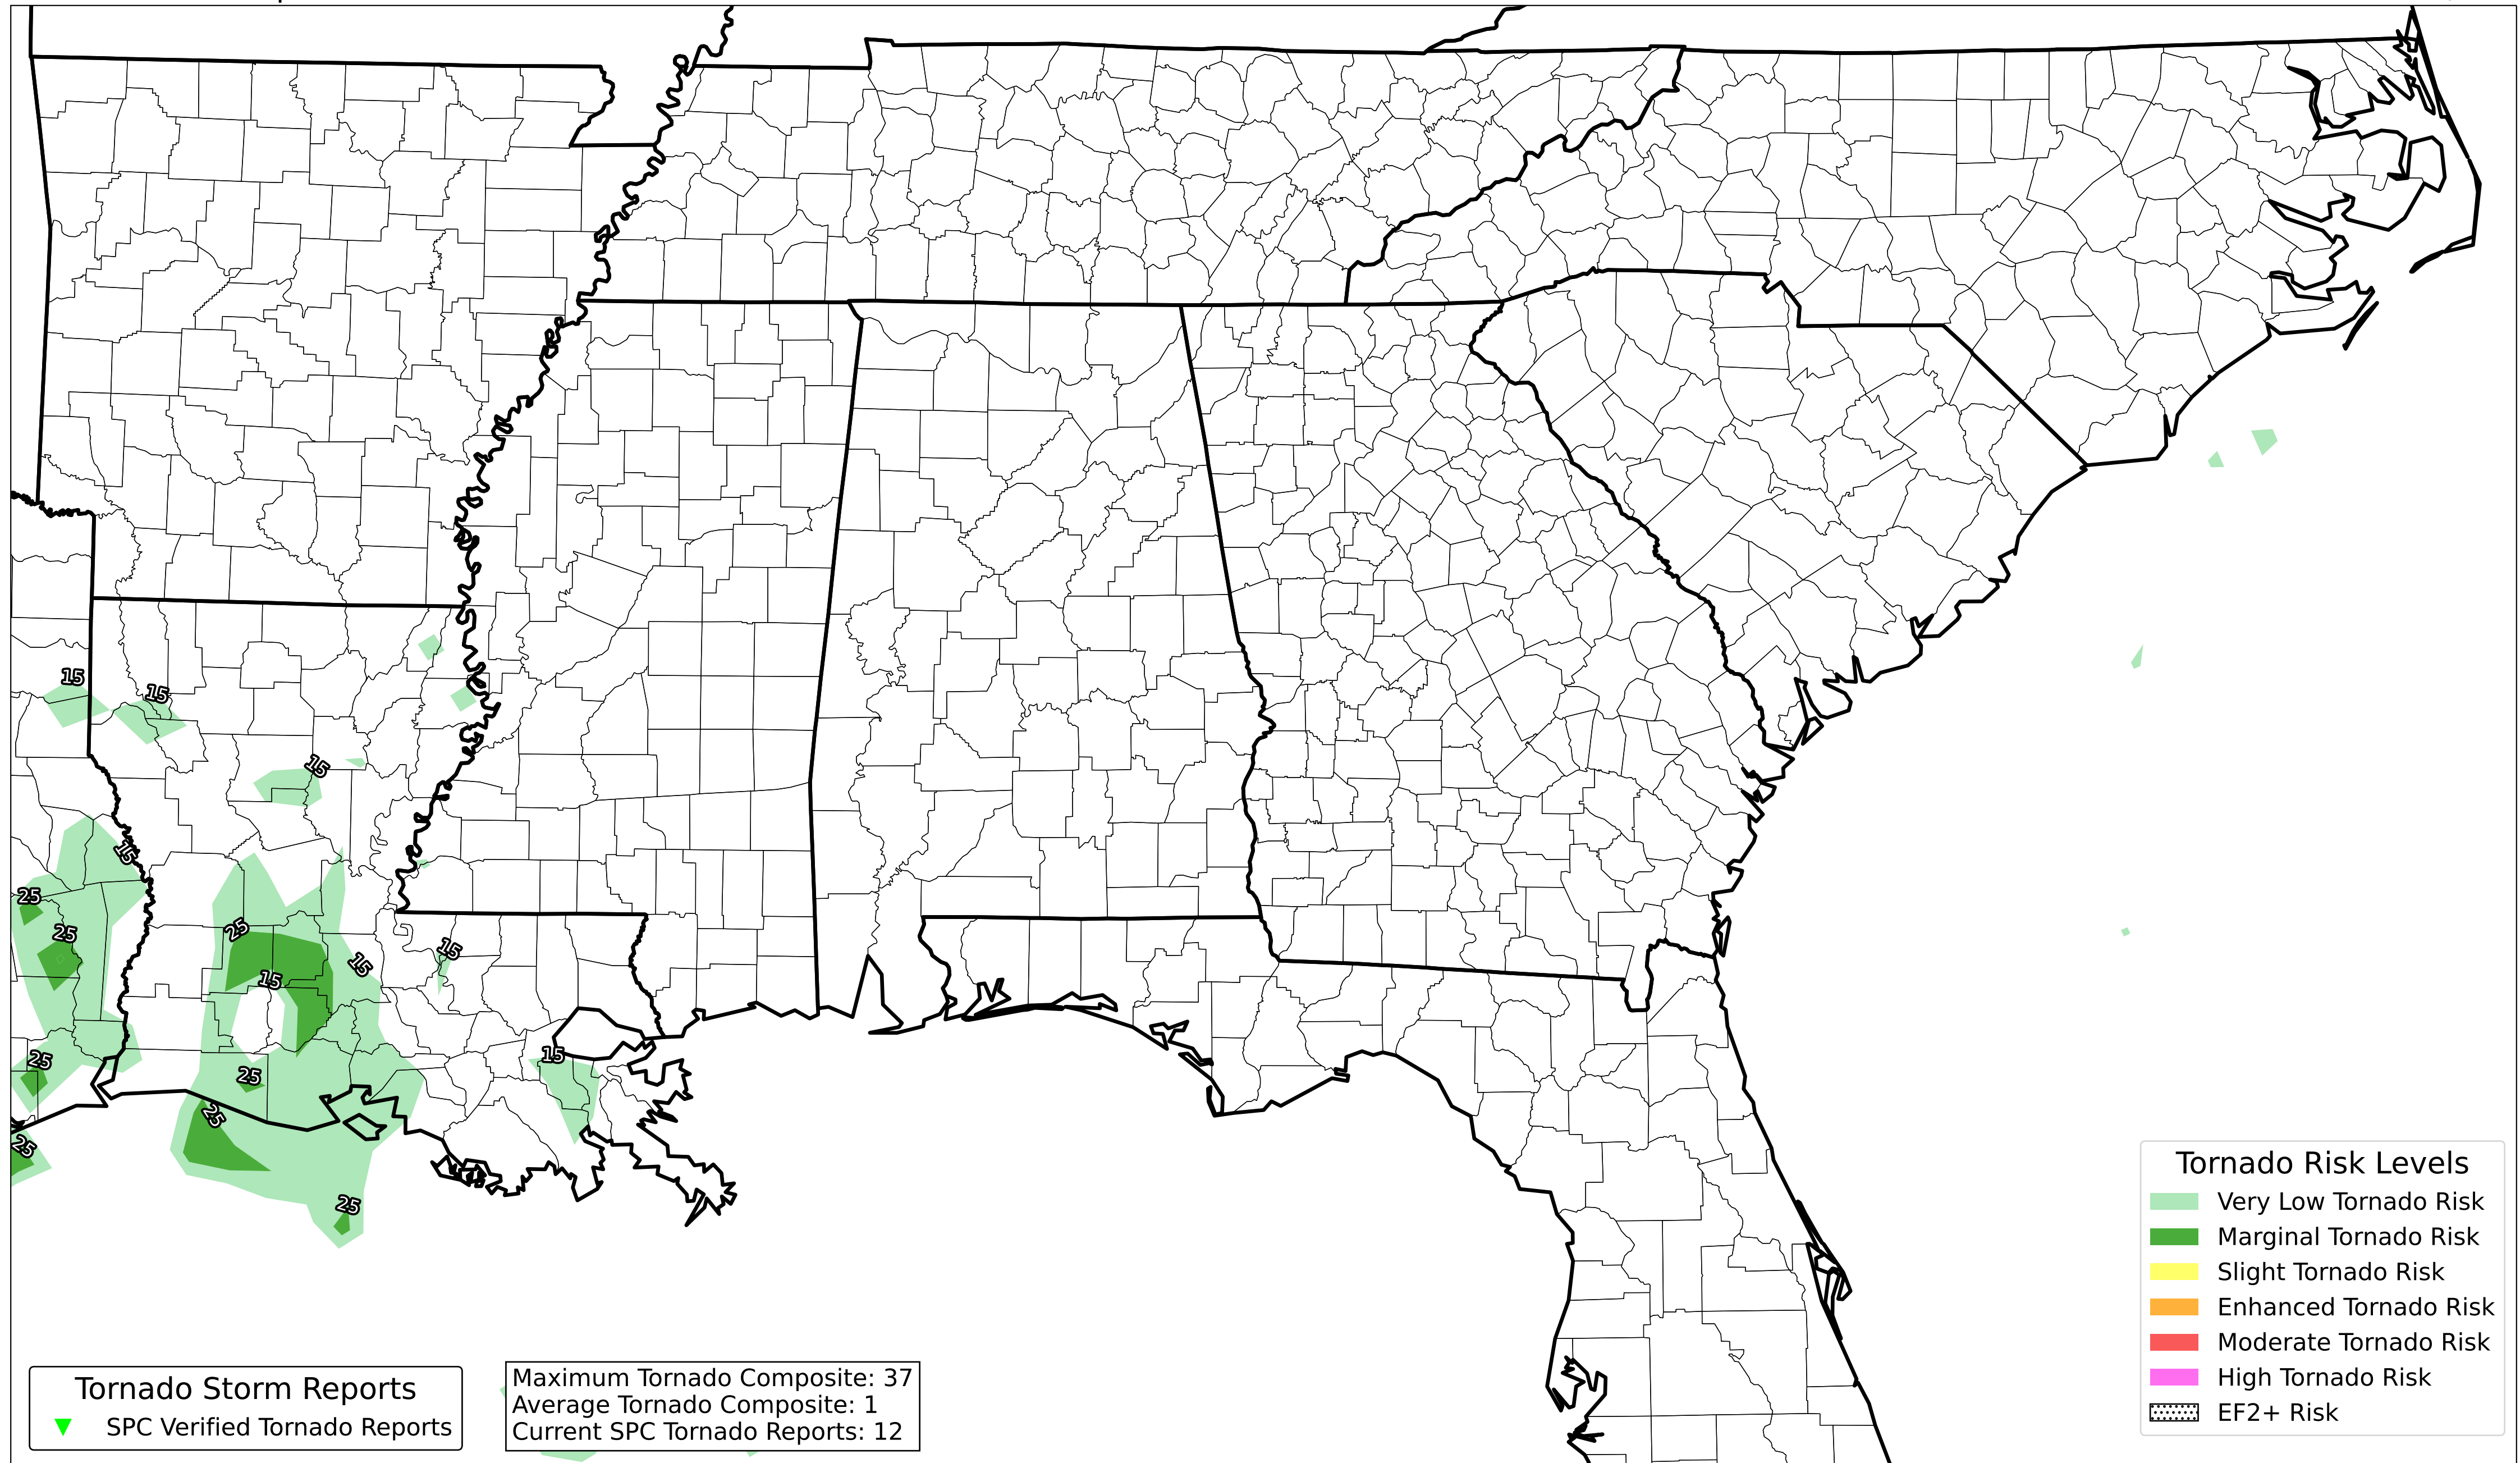 15
15
15
15
25
25
25
15
15
15
25
15
25
25
25
25
Tornado Risk Levels
Very Low Tornado Risk
Marginal Tornado Risk
Slight Tornado Risk
Enhanced Tornado Risk
Moderate Tornado Risk
High Tornado Risk
EF2+ Risk
Tornado Storm Reports
SPC Verified Tornado Reports
Maximum Tornado Composite: 37
Average Tornado Composite: 1
Current SPC Tornado Reports: 12